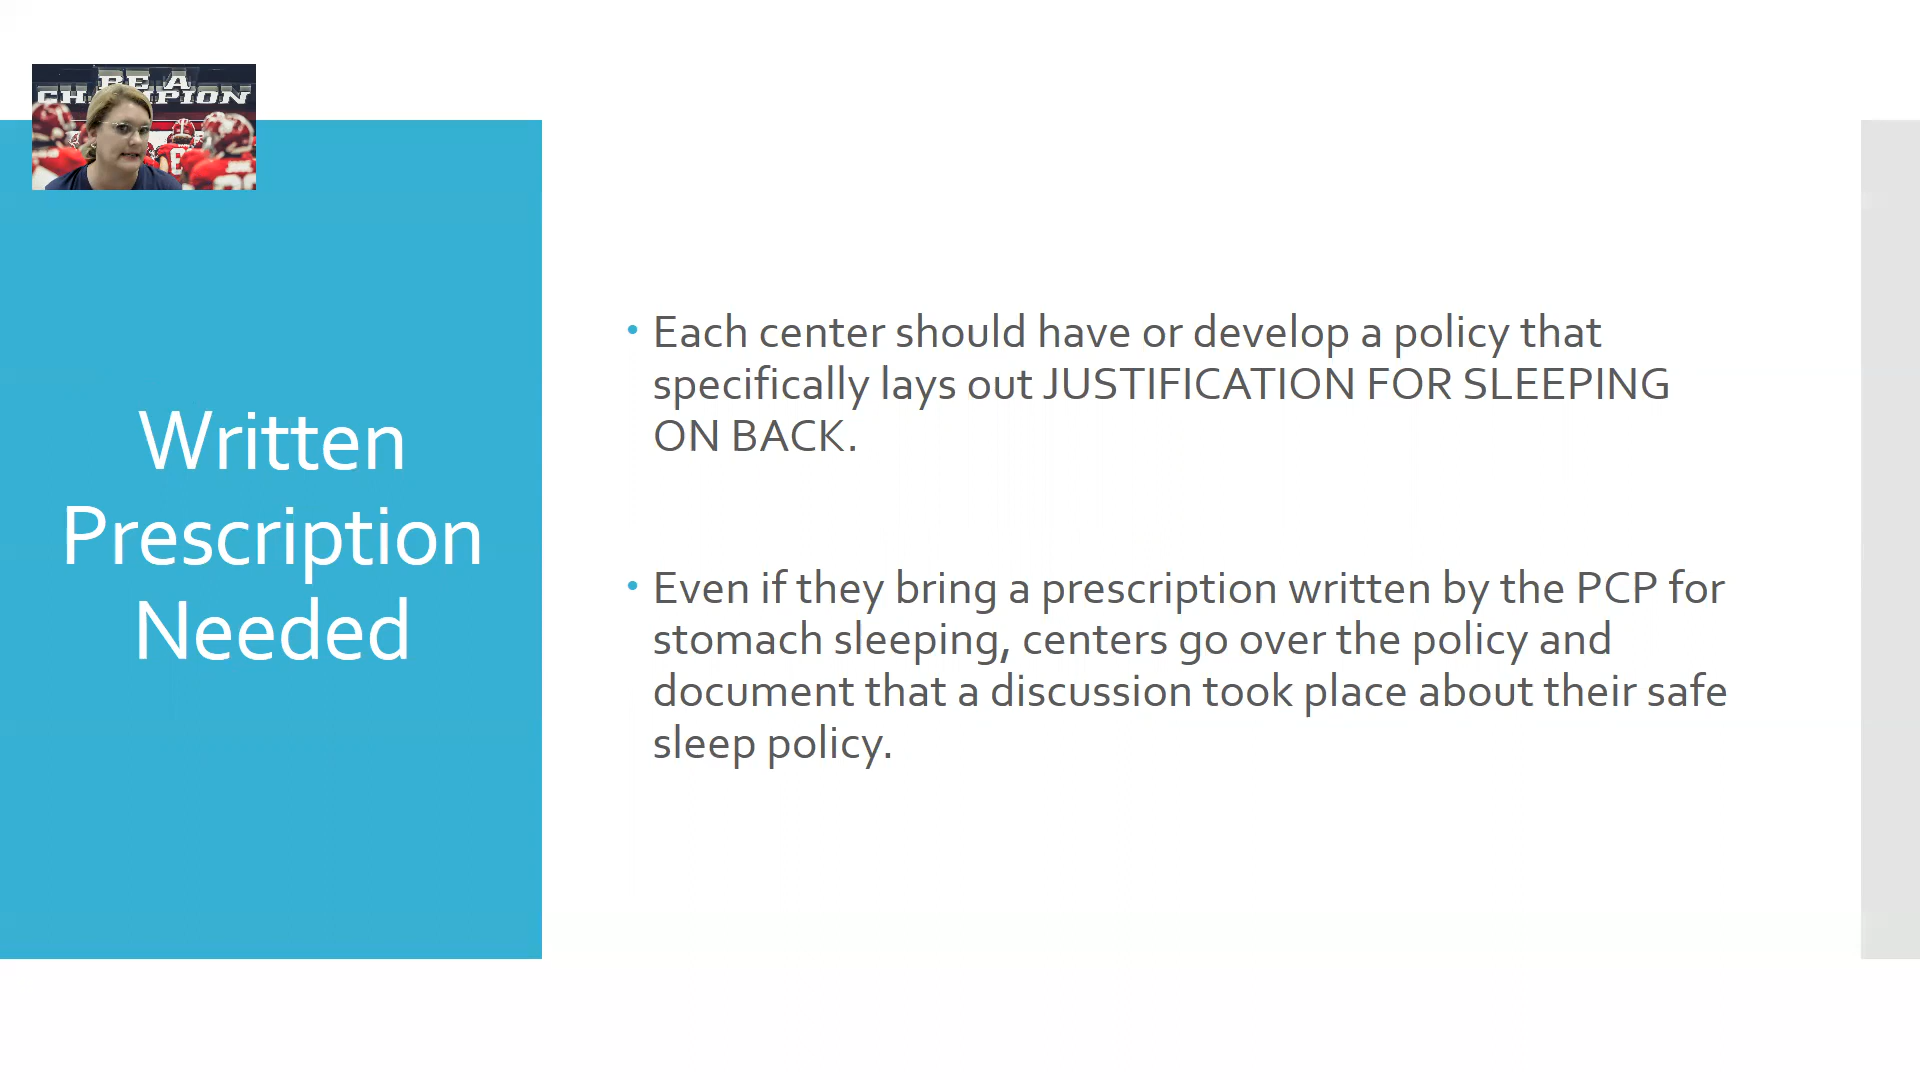 BE A
CHAMPION
Written
Prescription
Needed
• Each center should have or develop a policy that
specifically lays out JUSTIFICATION FOR SLEEPING
ON BACK.
• Even if they bring a prescription written by the PCP for
stomach sleeping, centers go over the policy and
document that a discussion took place about their safe
sleep policy.